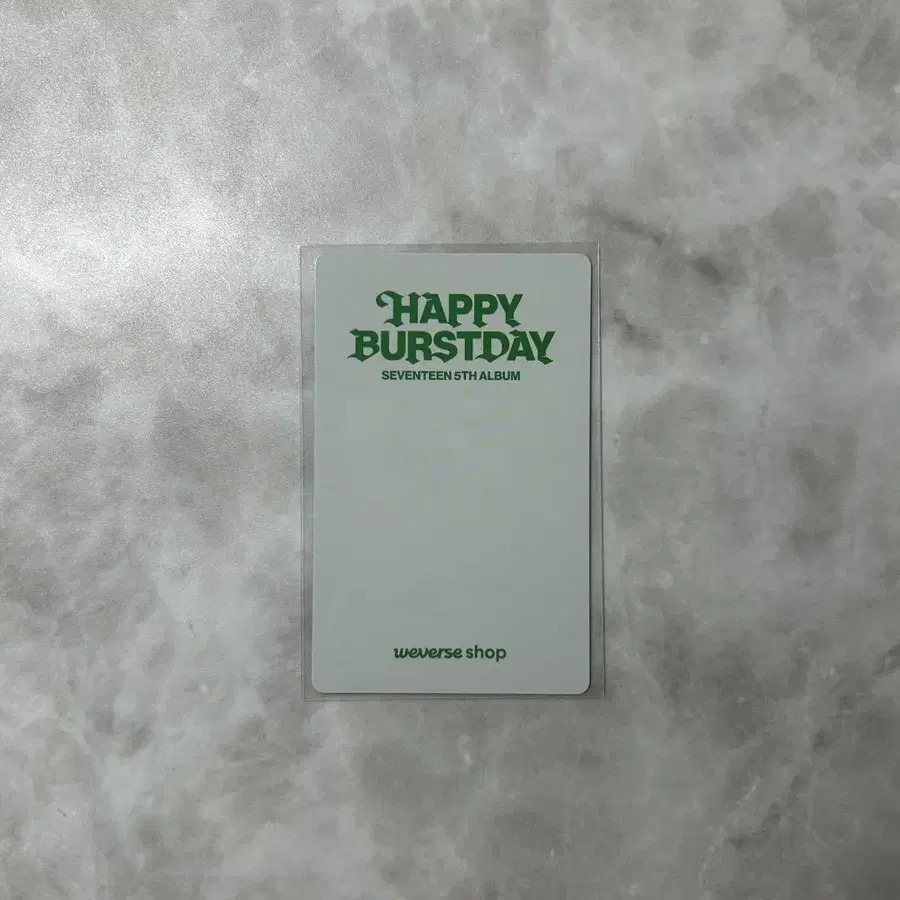 HAPPY
BURSTDAY
SEVENTEEN 5TH ALBUM
weverse shop